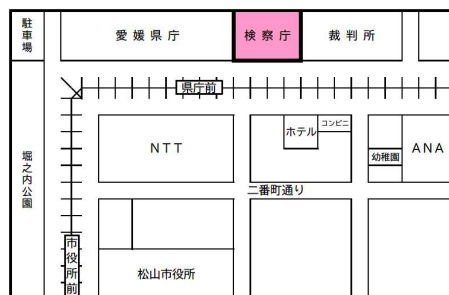 駐車場
愛媛県庁
検察庁
裁判所
県庁前
堀之内公園
NTT
ホテル
コンビニ
幼稚園
ANA
二番町通り
市役所前
松山市役所